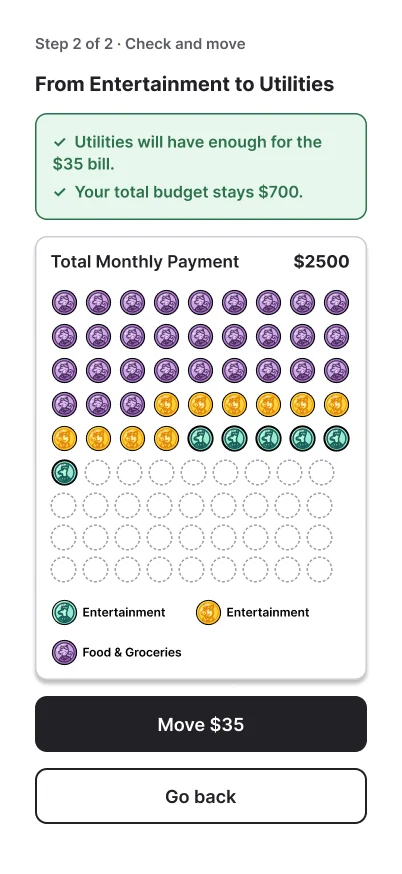 Step 2 of 2 · Check and move
From Entertainment to Utilities
✓ Utilities will have enough for the
$35 bill.
✓ Your total budget stays $700.
Total Monthly Payment $2500
Entertainment Entertainment
Food & Groceries
Move $35
Go back